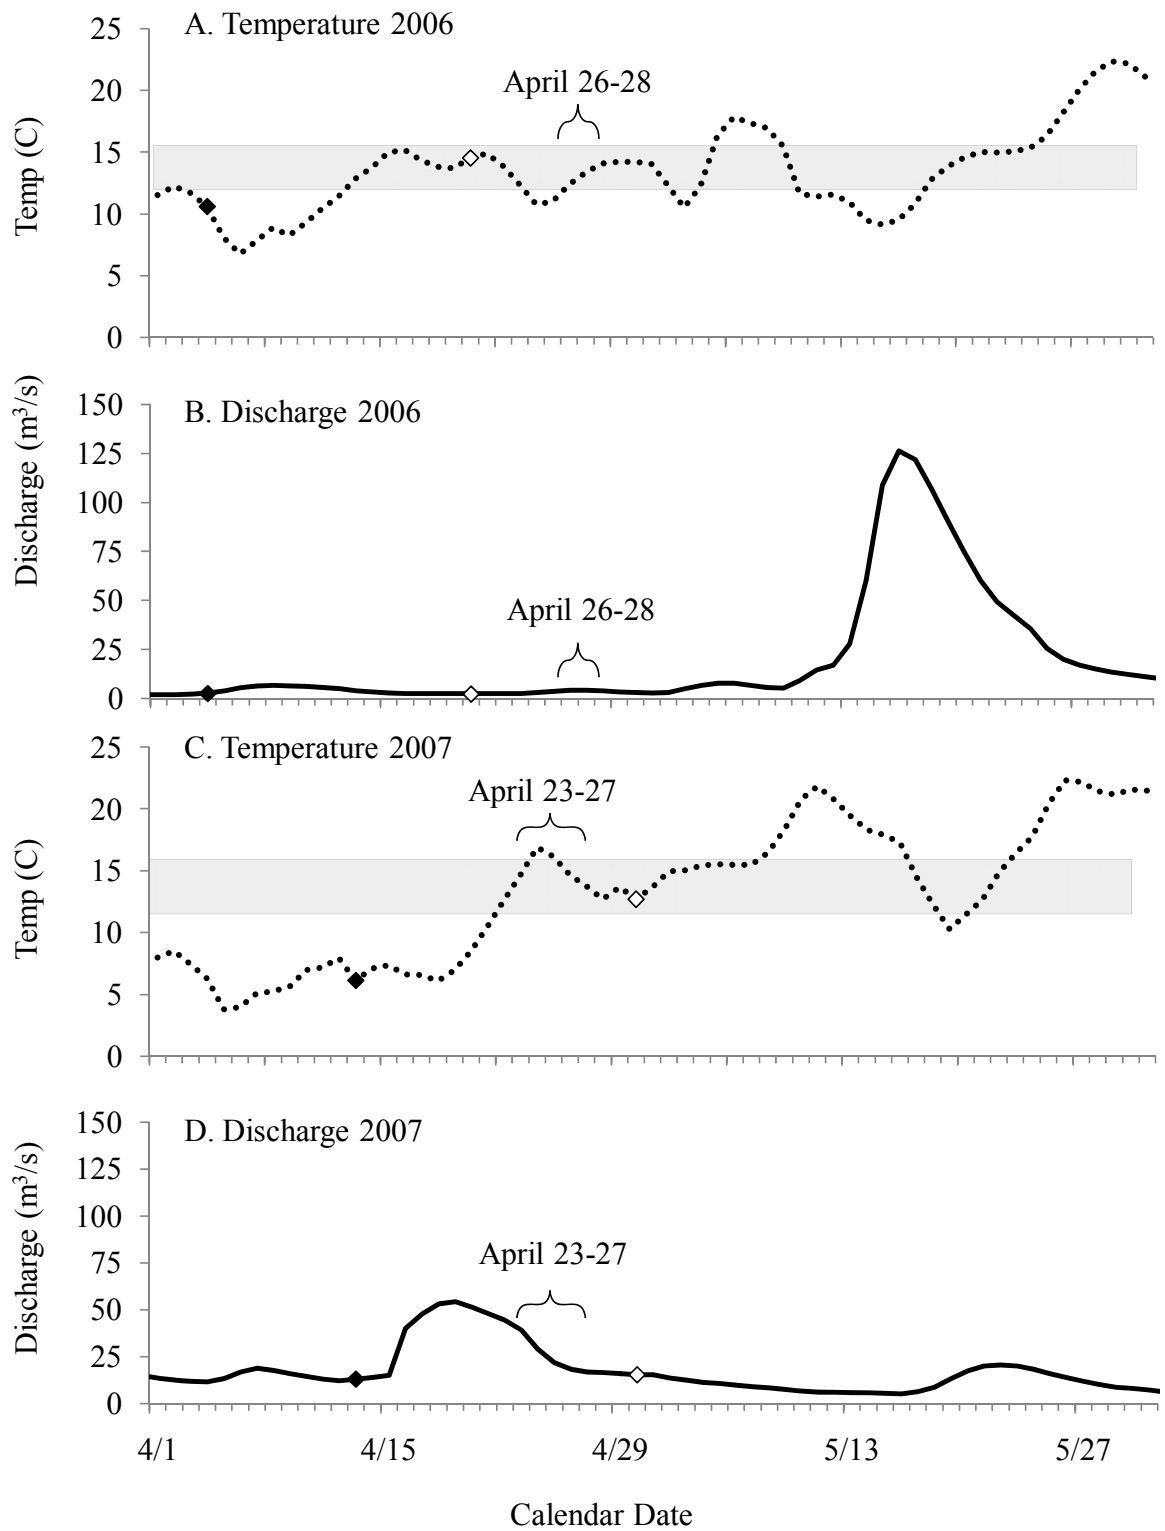 A. Temperature 2006
April 26-28
Temp (C)
25
20
15
10
5
0
B. Discharge 2006
April 26-28
Discharge (m³/s)
150
125
100
75
50
25
0
C. Temperature 2007
April 23-27
Temp (C)
25
20
15
10
5
0
D. Discharge 2007
April 23-27
Discharge (m³/s)
150
125
100
75
50
25
0
4/1 4/15 4/29 5/13 5/27
Calendar Date